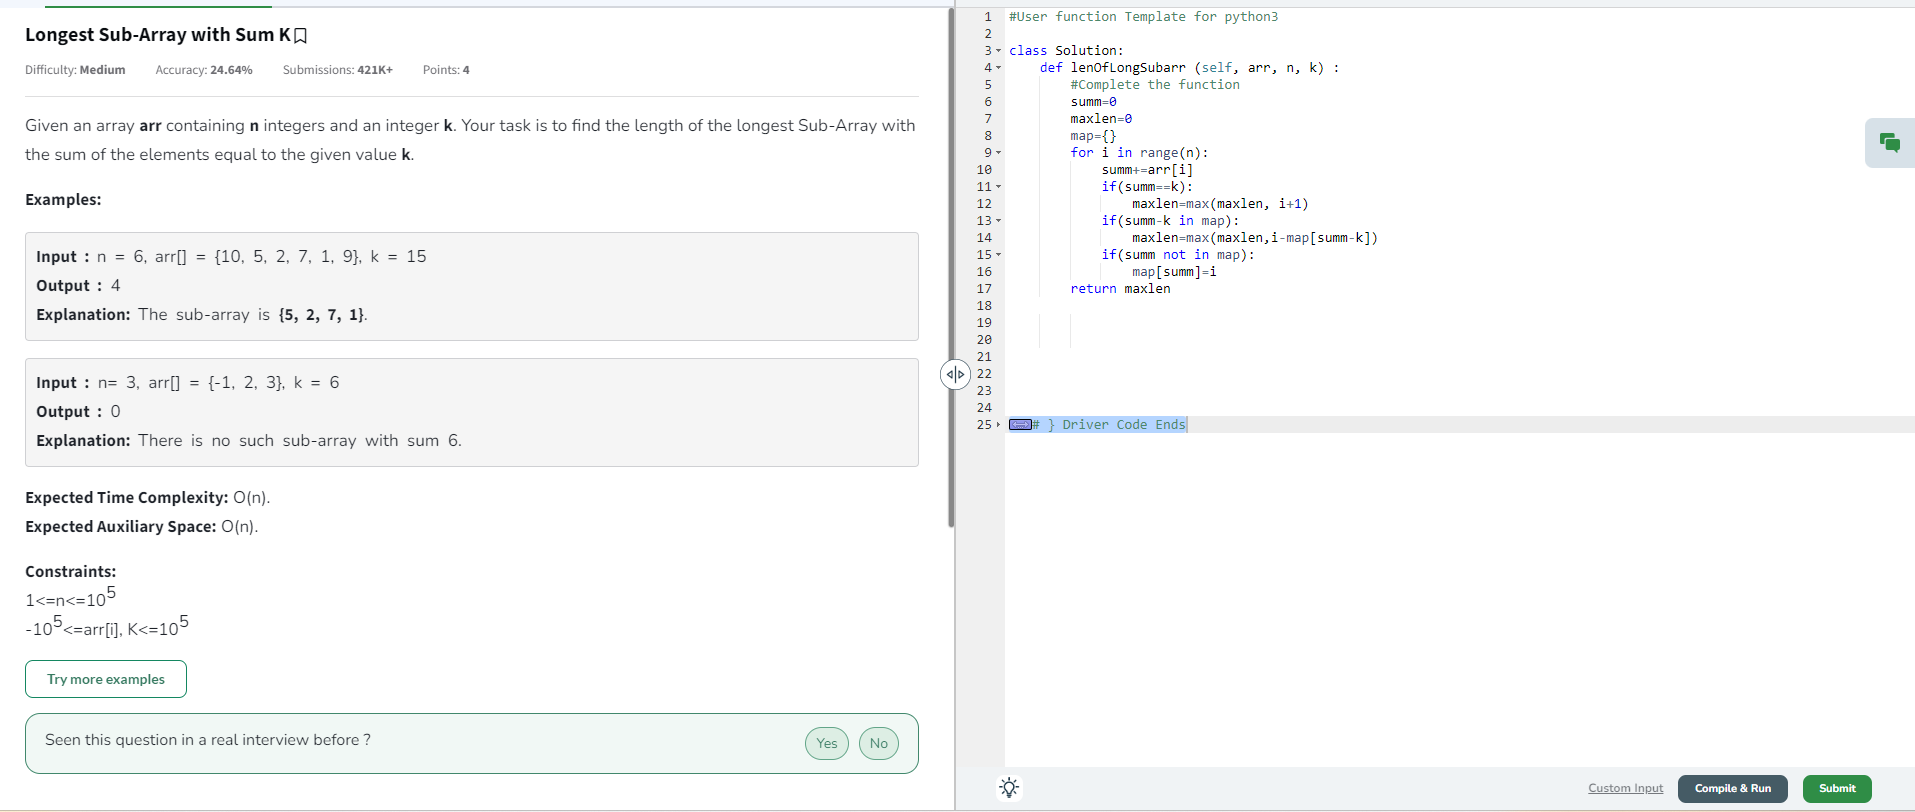 Longest Sub-Array with Sum K
Difficulty: Medium Accuracy: 24.64% Submissions: 421K+ Points: 4
Given an array arr containing n integers and an integer k. Your task is to find the length of the longest Sub-Array with
the sum of the elements equal to the given value k.
Examples:
Input : n = 6, arr[] = {10, 5, 2, 7, 1, 9}, k = 15
Output : 4
Explanation: The sub-array is {5, 2, 7, 1}.
Input : n= 3, arr[] = {-1, 2, 3}, k = 6
Output : 0
Explanation: There is no such sub-array with sum 6.
Expected Time Complexity: O(n).
Expected Auxiliary Space: O(n).
Constraints:
1<=n<=10^5
-10^5<=arr[i], K<=10^5
Try more examples
Seen this question in a real interview before ?
Yes No
1 #User function Template for python3
2
3 class Solution:
4     def lenOfLongSubarr (self, arr, n, k) :
5         #Complete the function
6         summ=0
7         maxlen=0
8         map={}
9         for i in range(n):
10             summ+=arr[i]
11             if(summ==k):
12                 maxlen=max(maxlen, i+1)
13             if(summ-k in map):
14                 maxlen=max(maxlen,i-map[summ-k])
15             if(summ not in map):
16                 map[summ]=i
17         return maxlen
18
19
20
21
22
23
24
25 # } Driver Code Ends
Custom Input Compile & Run Submit